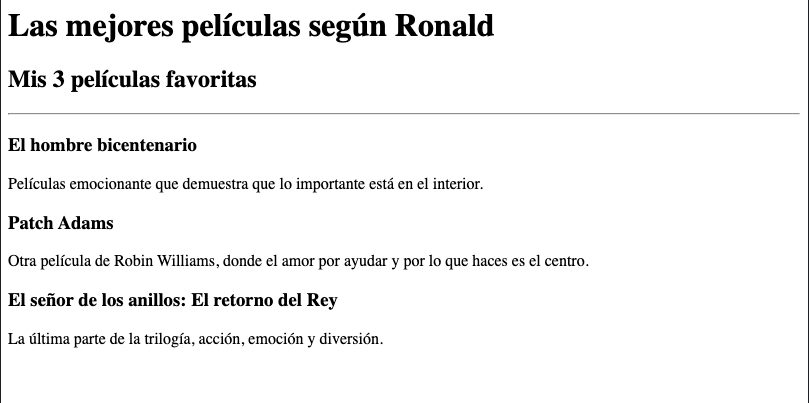 Las mejores películas según Ronald
Mis 3 películas favoritas
El hombre bicentenario
Películas emocionante que demuestra que lo importante está en el interior.
Patch Adams
Otra película de Robin Williams, donde el amor por ayudar y por lo que haces es el centro.
El señor de los anillos: El retorno del Rey
La última parte de la trilogía, acción, emoción y diversión.